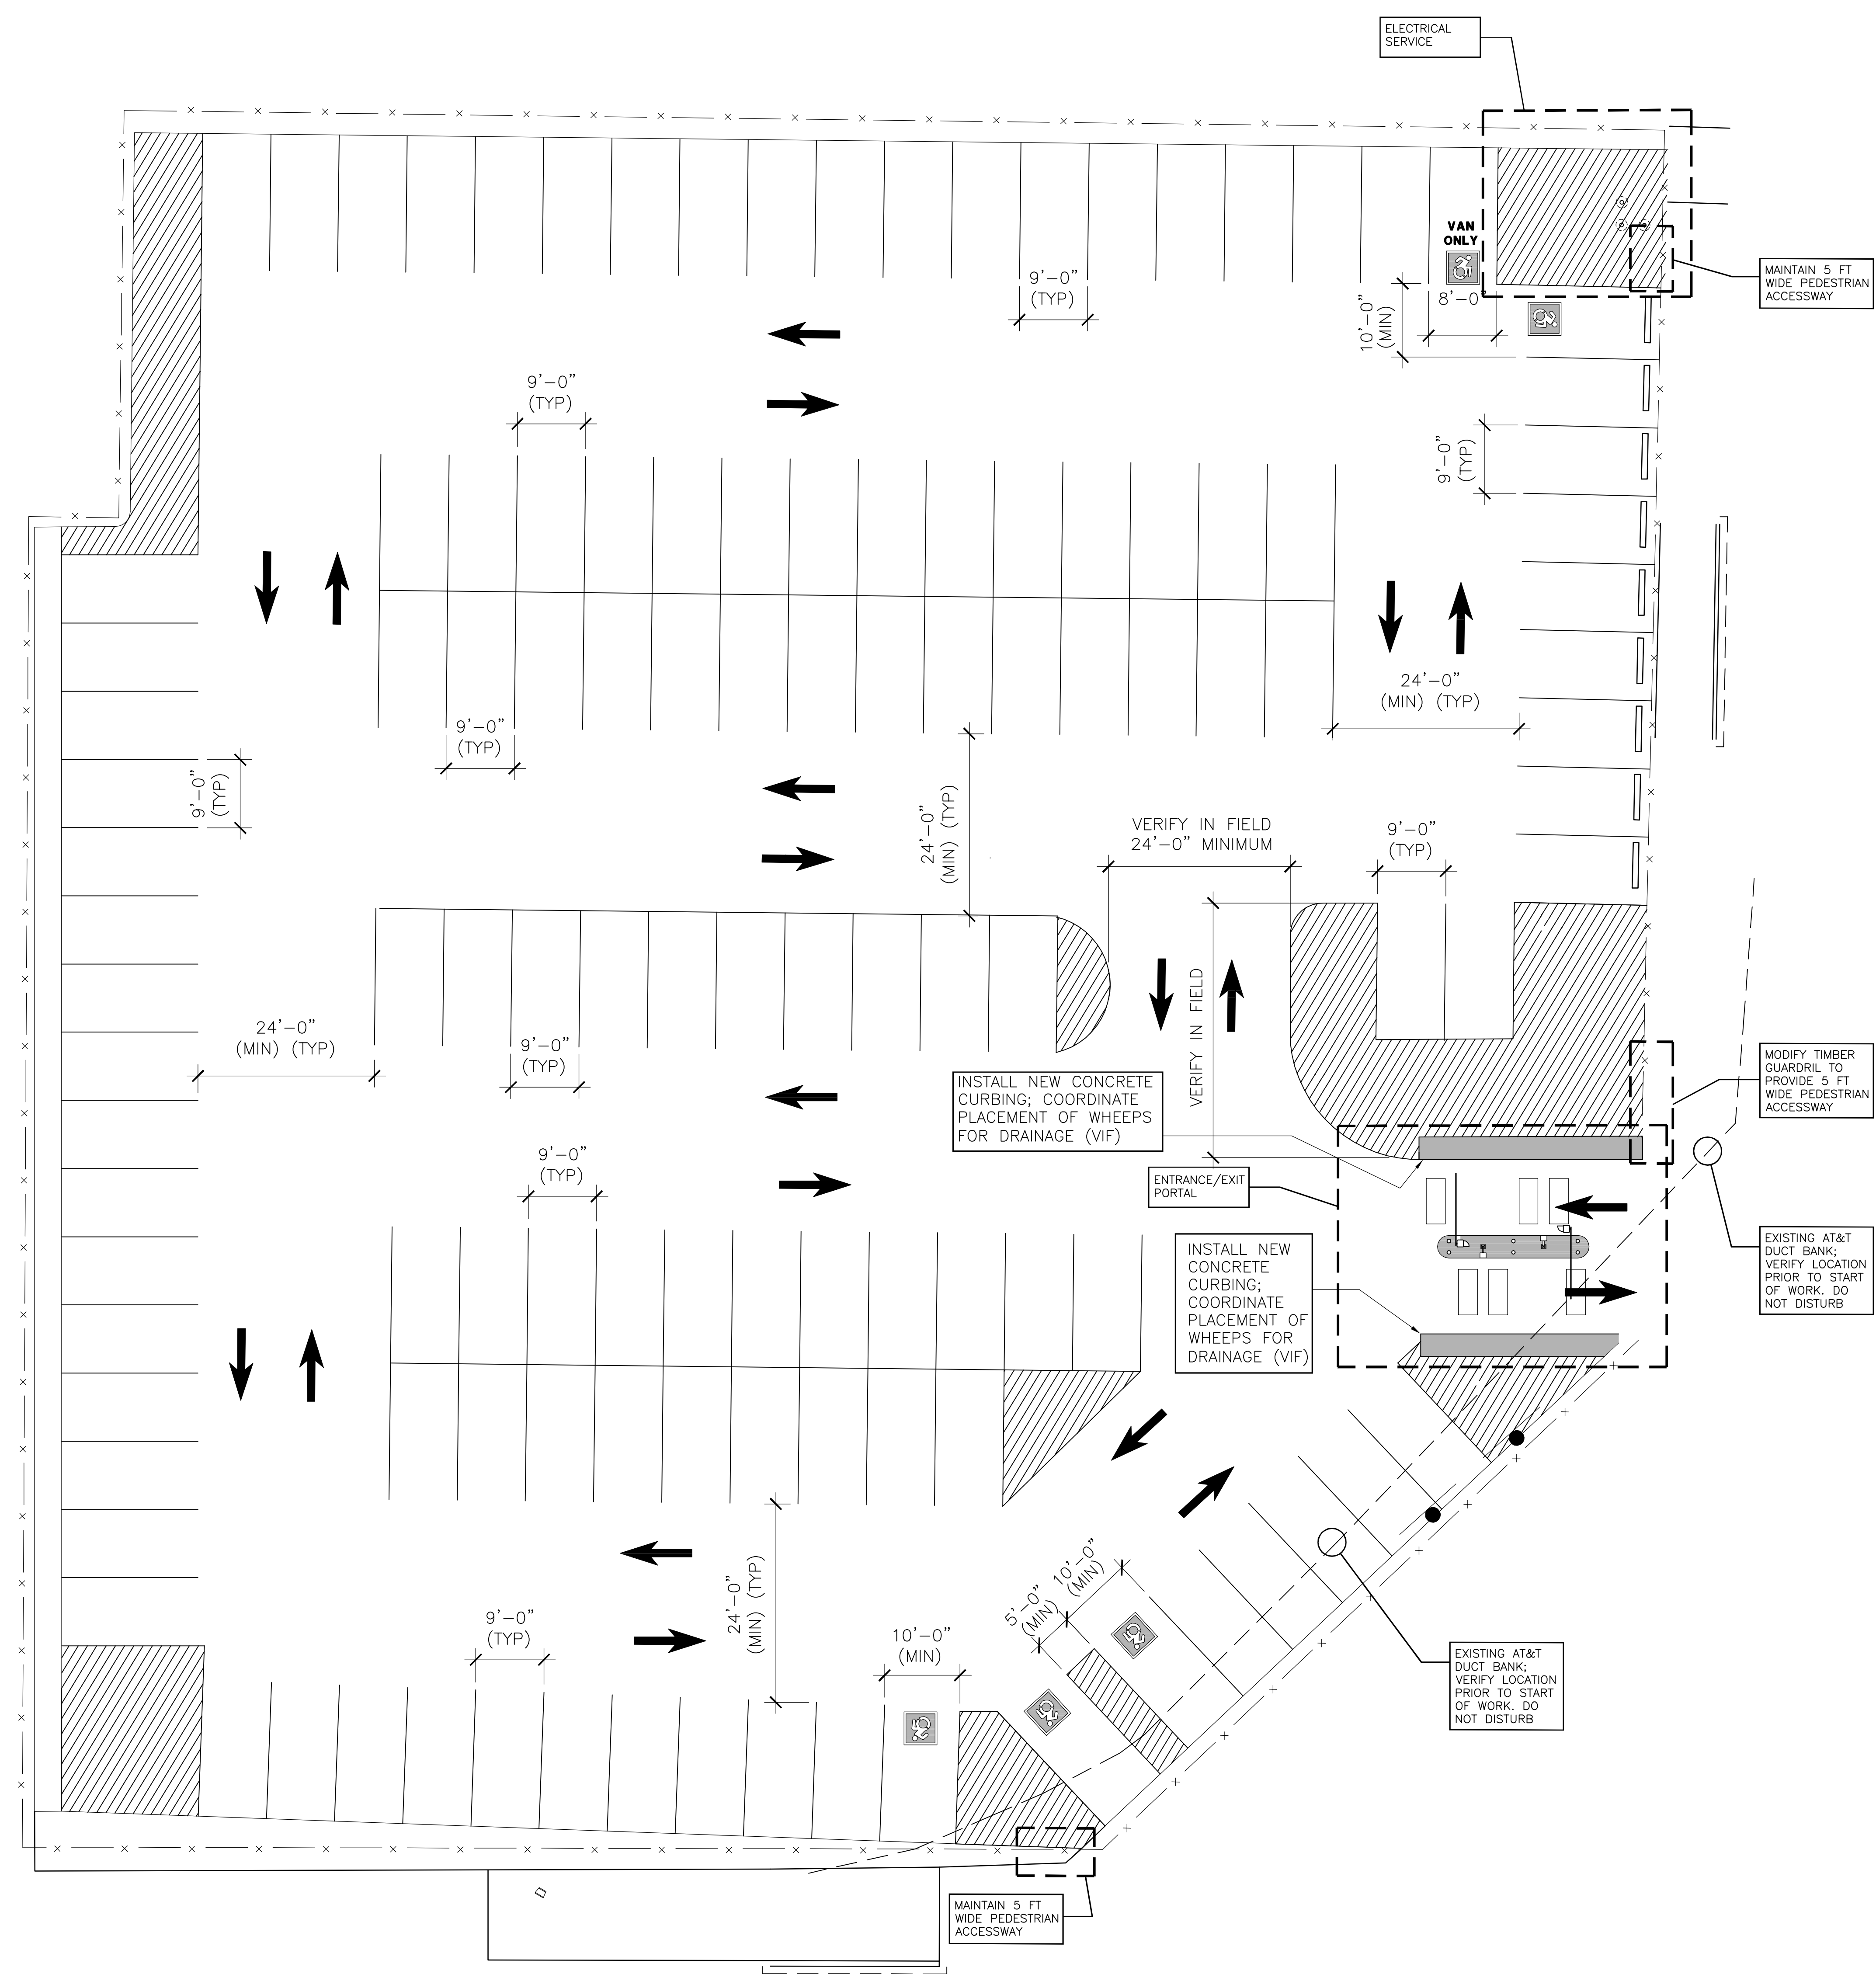 ELECTRICAL
SERVICE
VAN
ONLY
9'-0"
(TYP)
8'-0"
10'-0"
(MIN)
MAINTAIN 5 FT
WIDE PEDESTRIAN
ACCESSWAY
9'-0"
(TYP)
9'-0"
(TYP)
24'-0"
(MIN) (TYP)
9'-0"
(TYP)
9'-0"
(TYP)
24'-0"
(MIN) (TYP)
VERIFY IN FIELD
24'-0" MINIMUM
9'-0"
(TYP)
VERIFY IN FIELD
24'-0"
(MIN) (TYP)
9'-0"
(TYP)
INSTALL NEW CONCRETE
CURBING; COORDINATE
PLACEMENT OF WHEEPS
FOR DRAINAGE (VIF)
MODIFY TIMBER
GUARDRIL TO
PROVIDE 5 FT
WIDE PEDESTRIAN
ACCESSWAY
9'-0"
(TYP)
ENTRANCE/EXIT
PORTAL
INSTALL NEW
CONCRETE
CURBING;
COORDINATE
PLACEMENT OF
WHEEPS FOR
DRAINAGE (VIF)
EXISTING AT&T
DUCT BANK;
VERIFY LOCATION
PRIOR TO START
OF WORK. DO
NOT DISTURB
24'-0"
(MIN) (TYP)
5'-0"
(MIN)
10'-0"
(MIN)
9'-0"
(TYP)
10'-0"
(MIN)
EXISTING AT&T
DUCT BANK;
VERIFY LOCATION
PRIOR TO START
OF WORK. DO
NOT DISTURB
MAINTAIN 5 FT
WIDE PEDESTRIAN
ACCESSWAY